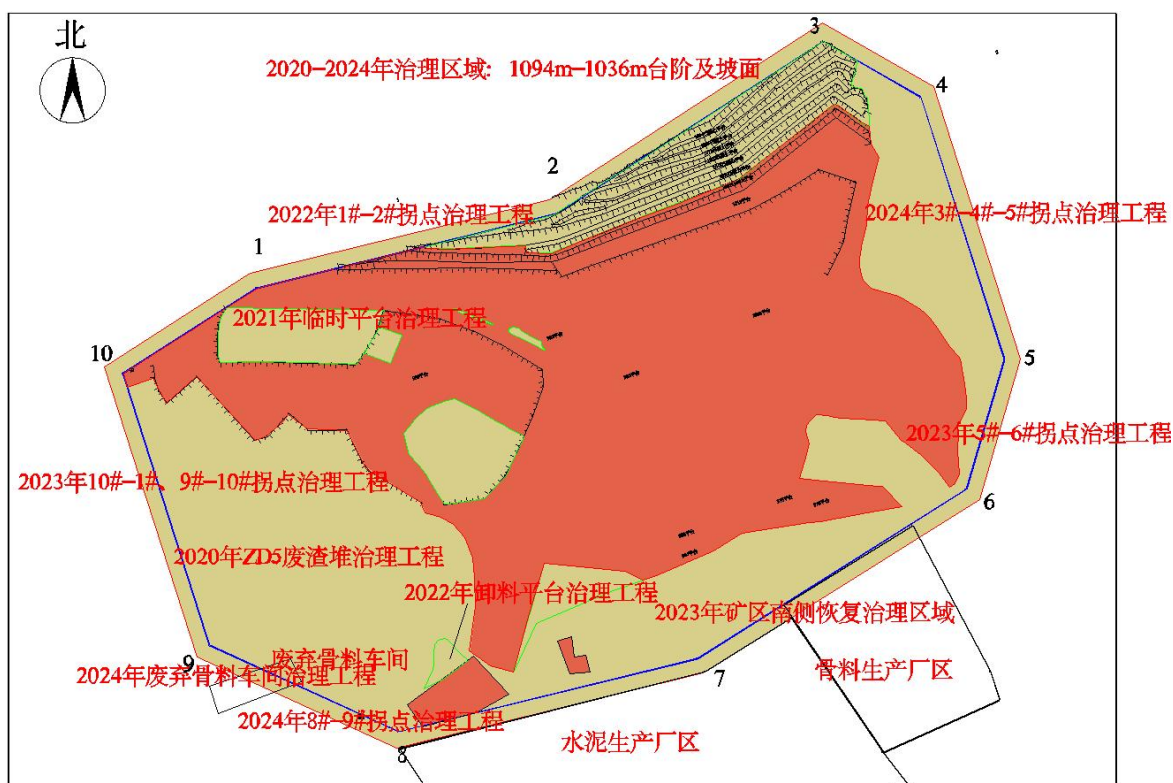 3
北
2020-2024年治理区域: 1094m-1036m台阶及坡面
4
2
2022年1#-2#拐点治理工程
2024年3#-4#-5#拐点治理工程
1
2021年临时平台治理工程
10
5
2023年5#-6#拐点治理工程
2023年10#-1#、9#-10#拐点治理工程
6
2020年ZD5废渣堆治理工程
2022年卸料平台治理工程
2023年矿区南侧恢复治理区域
废弃骨料车间
9
骨料生产厂区
2024年废弃骨料车间治理工程
7
2024年8#-9#拐点治理工程
水泥生产厂区
8